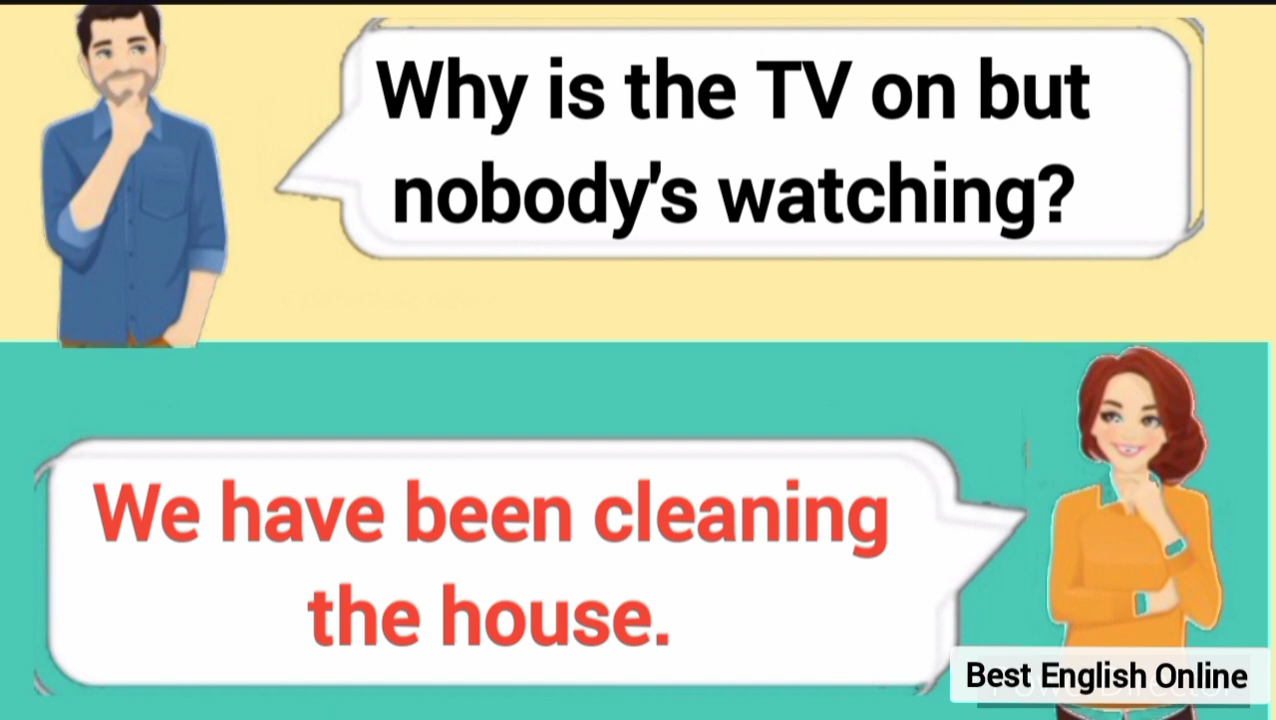 Why is the TV on but
nobody's watching?
We have been cleaning
the house.
Best English Online